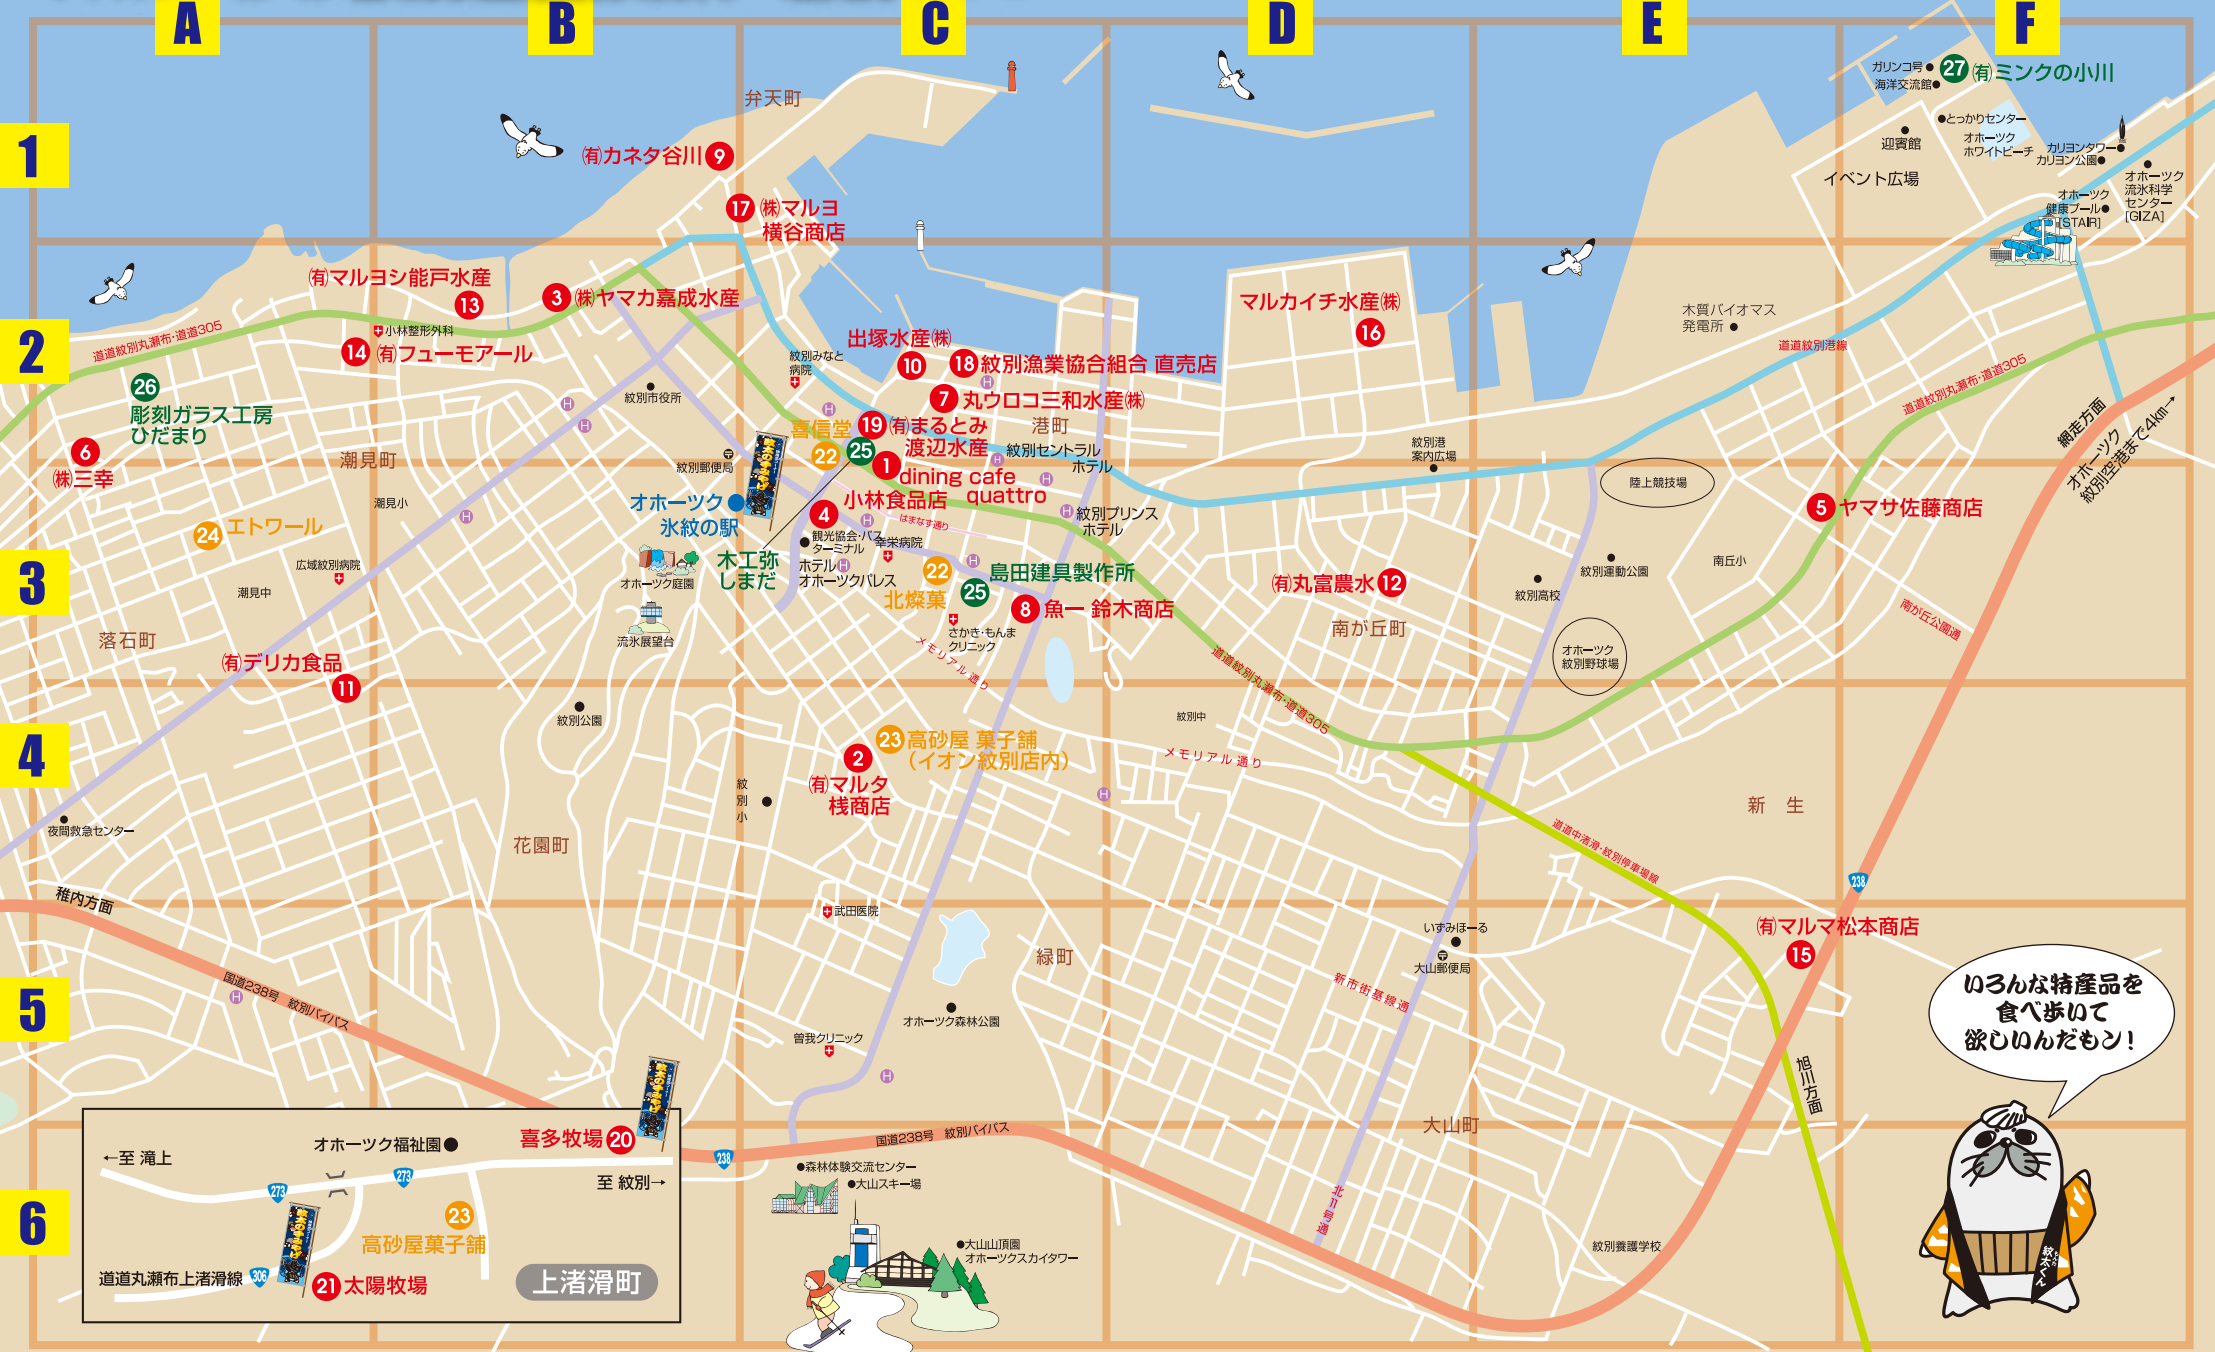 A
B
C
D
E
F
1
2
3
4
5
6
弁天町
㈲カネタ谷川 9
17 ㈱マルヨ
横谷商店
ガリンコ号
海洋交流館
27 ㈲ミンクの小川
とっかりセンター
オホーツク
ホワイトビーチ
迎賓館
イベント広場
カリヨンタワー
カリヨン公園
オホーツク
流氷科学
センター
[GIZA]
オホーツク
健康プール
[STAIR]
㈲マルヨシ能戸水産
13
3 ㈱ヤマカ嘉成水産
小林整形外科
14 ㈲フューモアール
道道紋別丸瀬布・道道305
26
彫刻ガラス工房
ひだまり
6
㈱三幸
潮見町
潮見小
24 エトワール
広域紋別病院
潮見中
落石町
㈲デリカ食品
11
紋別市役所
紋別みなと
病院
紋別郵便局
オホーツク
氷紋の駅
紋太の手みやげ
オホーツク庭園
流氷展望台
木工弥
しまだ
出塚水産㈱
10
18 紋別漁業協合組合 直売店
7 丸ウロコ三和水産㈱
港町
喜信堂
22
19 ㈲まるとみ
渡辺水産
25
1
dining cafe
quattro
紋別セントラル
ホテル
小林食品店
4
はまなす通り
観光協会・バス
ターミナル
幸栄病院
ホテル
オホーツクパレス
紋別プリンス
ホテル
22
北燦菓
島田建具製作所
25
8 魚一 鈴木商店
さかき・もんま
クリニック
メモリアル通り
マルカイチ水産㈱
16
木質バイオマス
発電所
道道紋別港線
道道紋別丸瀬布・道道305
網走方面
オホーツク
紋別空港まで4km→
紋別港
案内広場
陸上競技場
5 ヤマサ佐藤商店
紋別運動公園
南丘小
紋別高校
㈲丸富農水 12
南が丘町
オホーツク
紋別野球場
南が丘公園通
道道紋別丸瀬布・道道305
紋別公園
紋別中
メモリアル通り
23 高砂屋 菓子舗
(イオン紋別店内)
2
㈲マルタ
桟商店
紋別小
花園町
夜間救急センター
稚内方面
新 生
道道中渚滑・紋別停車場線
238
武田医院
緑町
いずみほーる
大山郵便局
新市街基線通
㈲マルマ松本商店
15
国道238号 紋別バイパス
オホーツク森林公園
曽我クリニック
旭川方面
いろんな特産品を
食べ歩いて
欲しいんだもン!
大山町
国道238号 紋別バイパス
238
オホーツク福祉園
喜多牧場 20
紋太の手みやげ
←至 滝上
273
273
至 紋別→
23
高砂屋菓子舗
紋太の手みやげ
道道丸瀬布上渚滑線
306
21 太陽牧場
上渚滑町
森林体験交流センター
大山スキー場
大山山頂園
オホーツクスカイタワー
北11号通
紋別養護学校
紋太くん